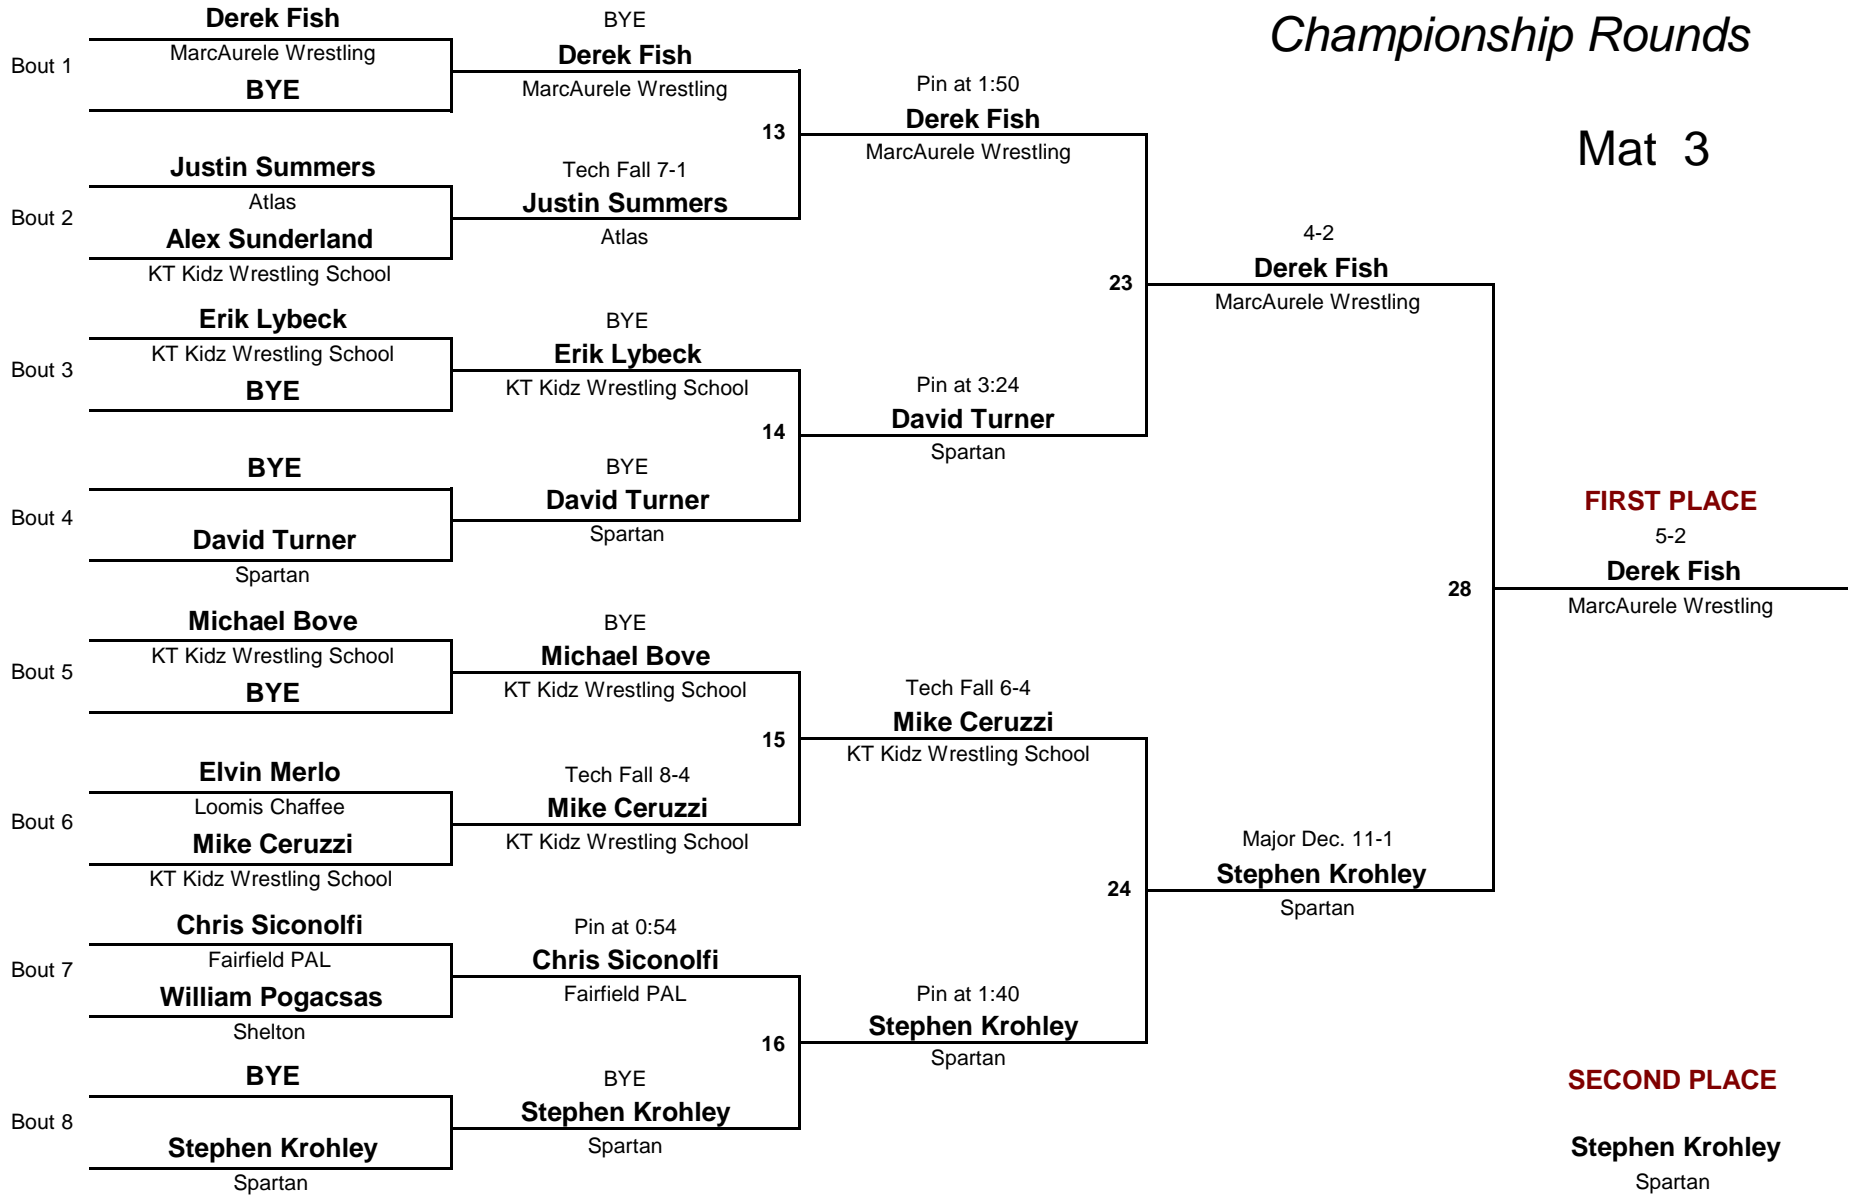 Championship Rounds
Mat 3
Derek Fish
MarcAurele Wrestling
Bout 1
BYE
Justin Summers
Atlas
Bout 2
Alex Sunderland
KT Kidz Wrestling School
Erik Lybeck
KT Kidz Wrestling School
Bout 3
BYE
BYE
Bout 4
David Turner
Spartan
Michael Bove
KT Kidz Wrestling School
Bout 5
BYE
Elvin Merlo
Loomis Chaffee
Bout 6
Mike Ceruzzi
KT Kidz Wrestling School
Chris Siconolfi
Fairfield PAL
Bout 7
William Pogacsas
Shelton
BYE
Bout 8
Stephen Krohley
Spartan
BYE
Derek Fish
MarcAurele Wrestling
13
Tech Fall 7-1
Justin Summers
Atlas
BYE
Erik Lybeck
KT Kidz Wrestling School
14
BYE
David Turner
Spartan
BYE
Michael Bove
KT Kidz Wrestling School
15
Tech Fall 8-4
Mike Ceruzzi
KT Kidz Wrestling School
Pin at 0:54
Chris Siconolfi
Fairfield PAL
16
BYE
Stephen Krohley
Spartan
Pin at 1:50
Derek Fish
MarcAurele Wrestling
23
Pin at 3:24
David Turner
Spartan
Tech Fall 6-4
Mike Ceruzzi
KT Kidz Wrestling School
24
Pin at 1:40
Stephen Krohley
Spartan
4-2
Derek Fish
MarcAurele Wrestling
28
Major Dec. 11-1
Stephen Krohley
Spartan
FIRST PLACE
5-2
Derek Fish
MarcAurele Wrestling
SECOND PLACE
Stephen Krohley
Spartan